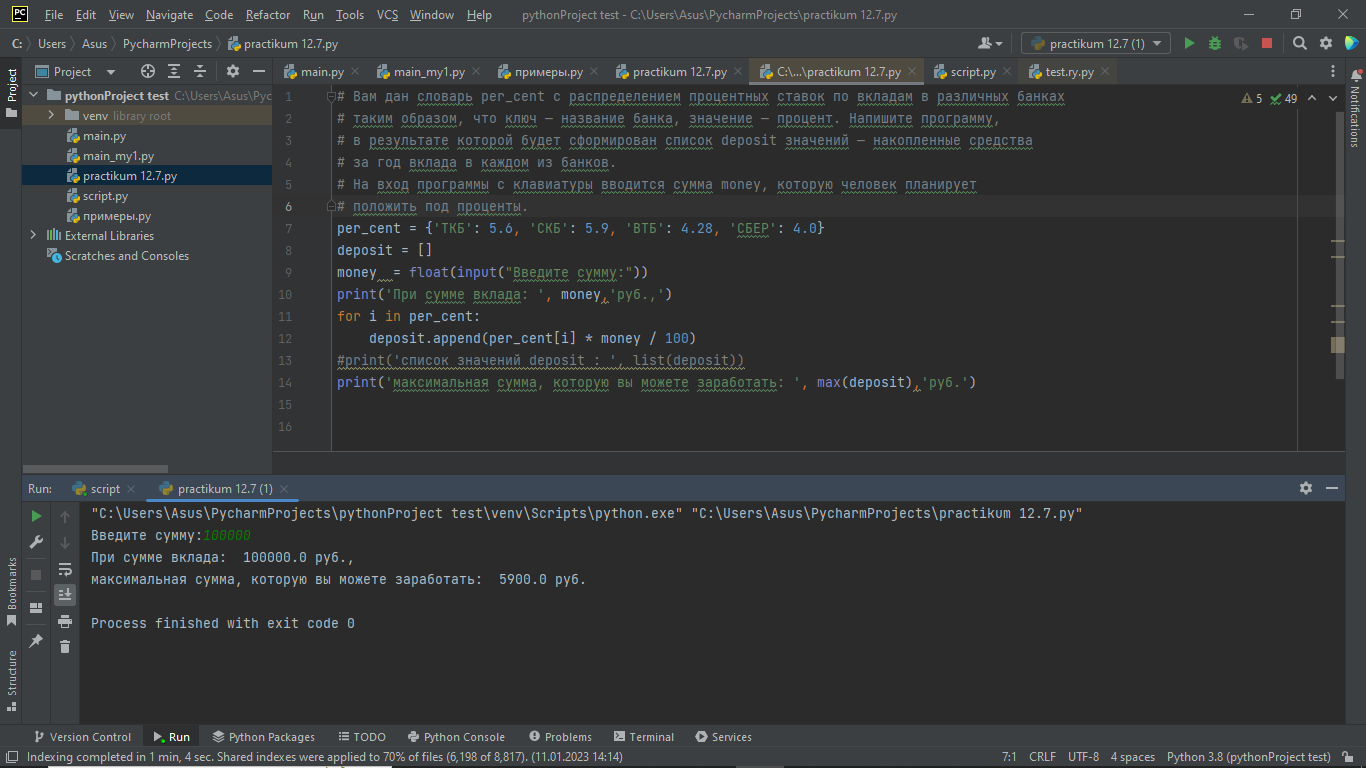 File Edit View Navigate Code Refactor Run Tools VCS Window Help pythonProject test - C:\Users\Asus\PycharmProjects\practikum 12.7.py
C: Users Asus PycharmProjects practikum 12.7.py practikum 12.7 (1)
Project
main.py main_my1.py примеры.py practikum 12.7.py C:\...\practikum 12.7.py script.py test.ry.py
pythonProject test C:\Users\Asus\Pyc
venv library root
main.py
main_my1.py
practikum 12.7.py
script.py
примеры.py
External Libraries
Scratches and Consoles
Project
Bookmarks
Structure
Notifications
5 49
1 # Вам дан словарь per_cent с распределением процентных ставок по вкладам в различных банках
2 # таким образом, что ключ — название банка, значение — процент. Напишите программу,
3 # в результате которой будет сформирован список deposit значений — накопленные средства
4 # за год вклада в каждом из банков.
5 # На вход программы с клавиатуры вводится сумма money, которую человек планирует
6 # положить под проценты.
7 per_cent = {'ТКБ': 5.6, 'СКБ': 5.9, 'ВТБ': 4.28, 'СБЕР': 4.0}
8 deposit = []
9 money  = float(input("Введите сумму:"))
10 print('При сумме вклада: ', money,'руб.,')
11 for i in per_cent:
12     deposit.append(per_cent[i] * money / 100)
13 #print('список значений deposit : ', list(deposit))
14 print('максимальная сумма, которую вы можете заработать: ', max(deposit),'руб.')
15
16
Run: script practikum 12.7 (1)
"C:\Users\Asus\PycharmProjects\pythonProject test\venv\Scripts\python.exe" "C:\Users\Asus\PycharmProjects\practikum 12.7.py"
Введите сумму:100000
При сумме вклада:  100000.0 руб.,
максимальная сумма, которую вы можете заработать:  5900.0 руб.
Process finished with exit code 0
Version Control Run Python Packages TODO Python Console Problems Terminal Services
Indexing completed in 1 min, 4 sec. Shared indexes were applied to 70% of files (6,198 of 8,817). (11.01.2023 14:14) 7:1 CRLF UTF-8 4 spaces Python 3.8 (pythonProject test)